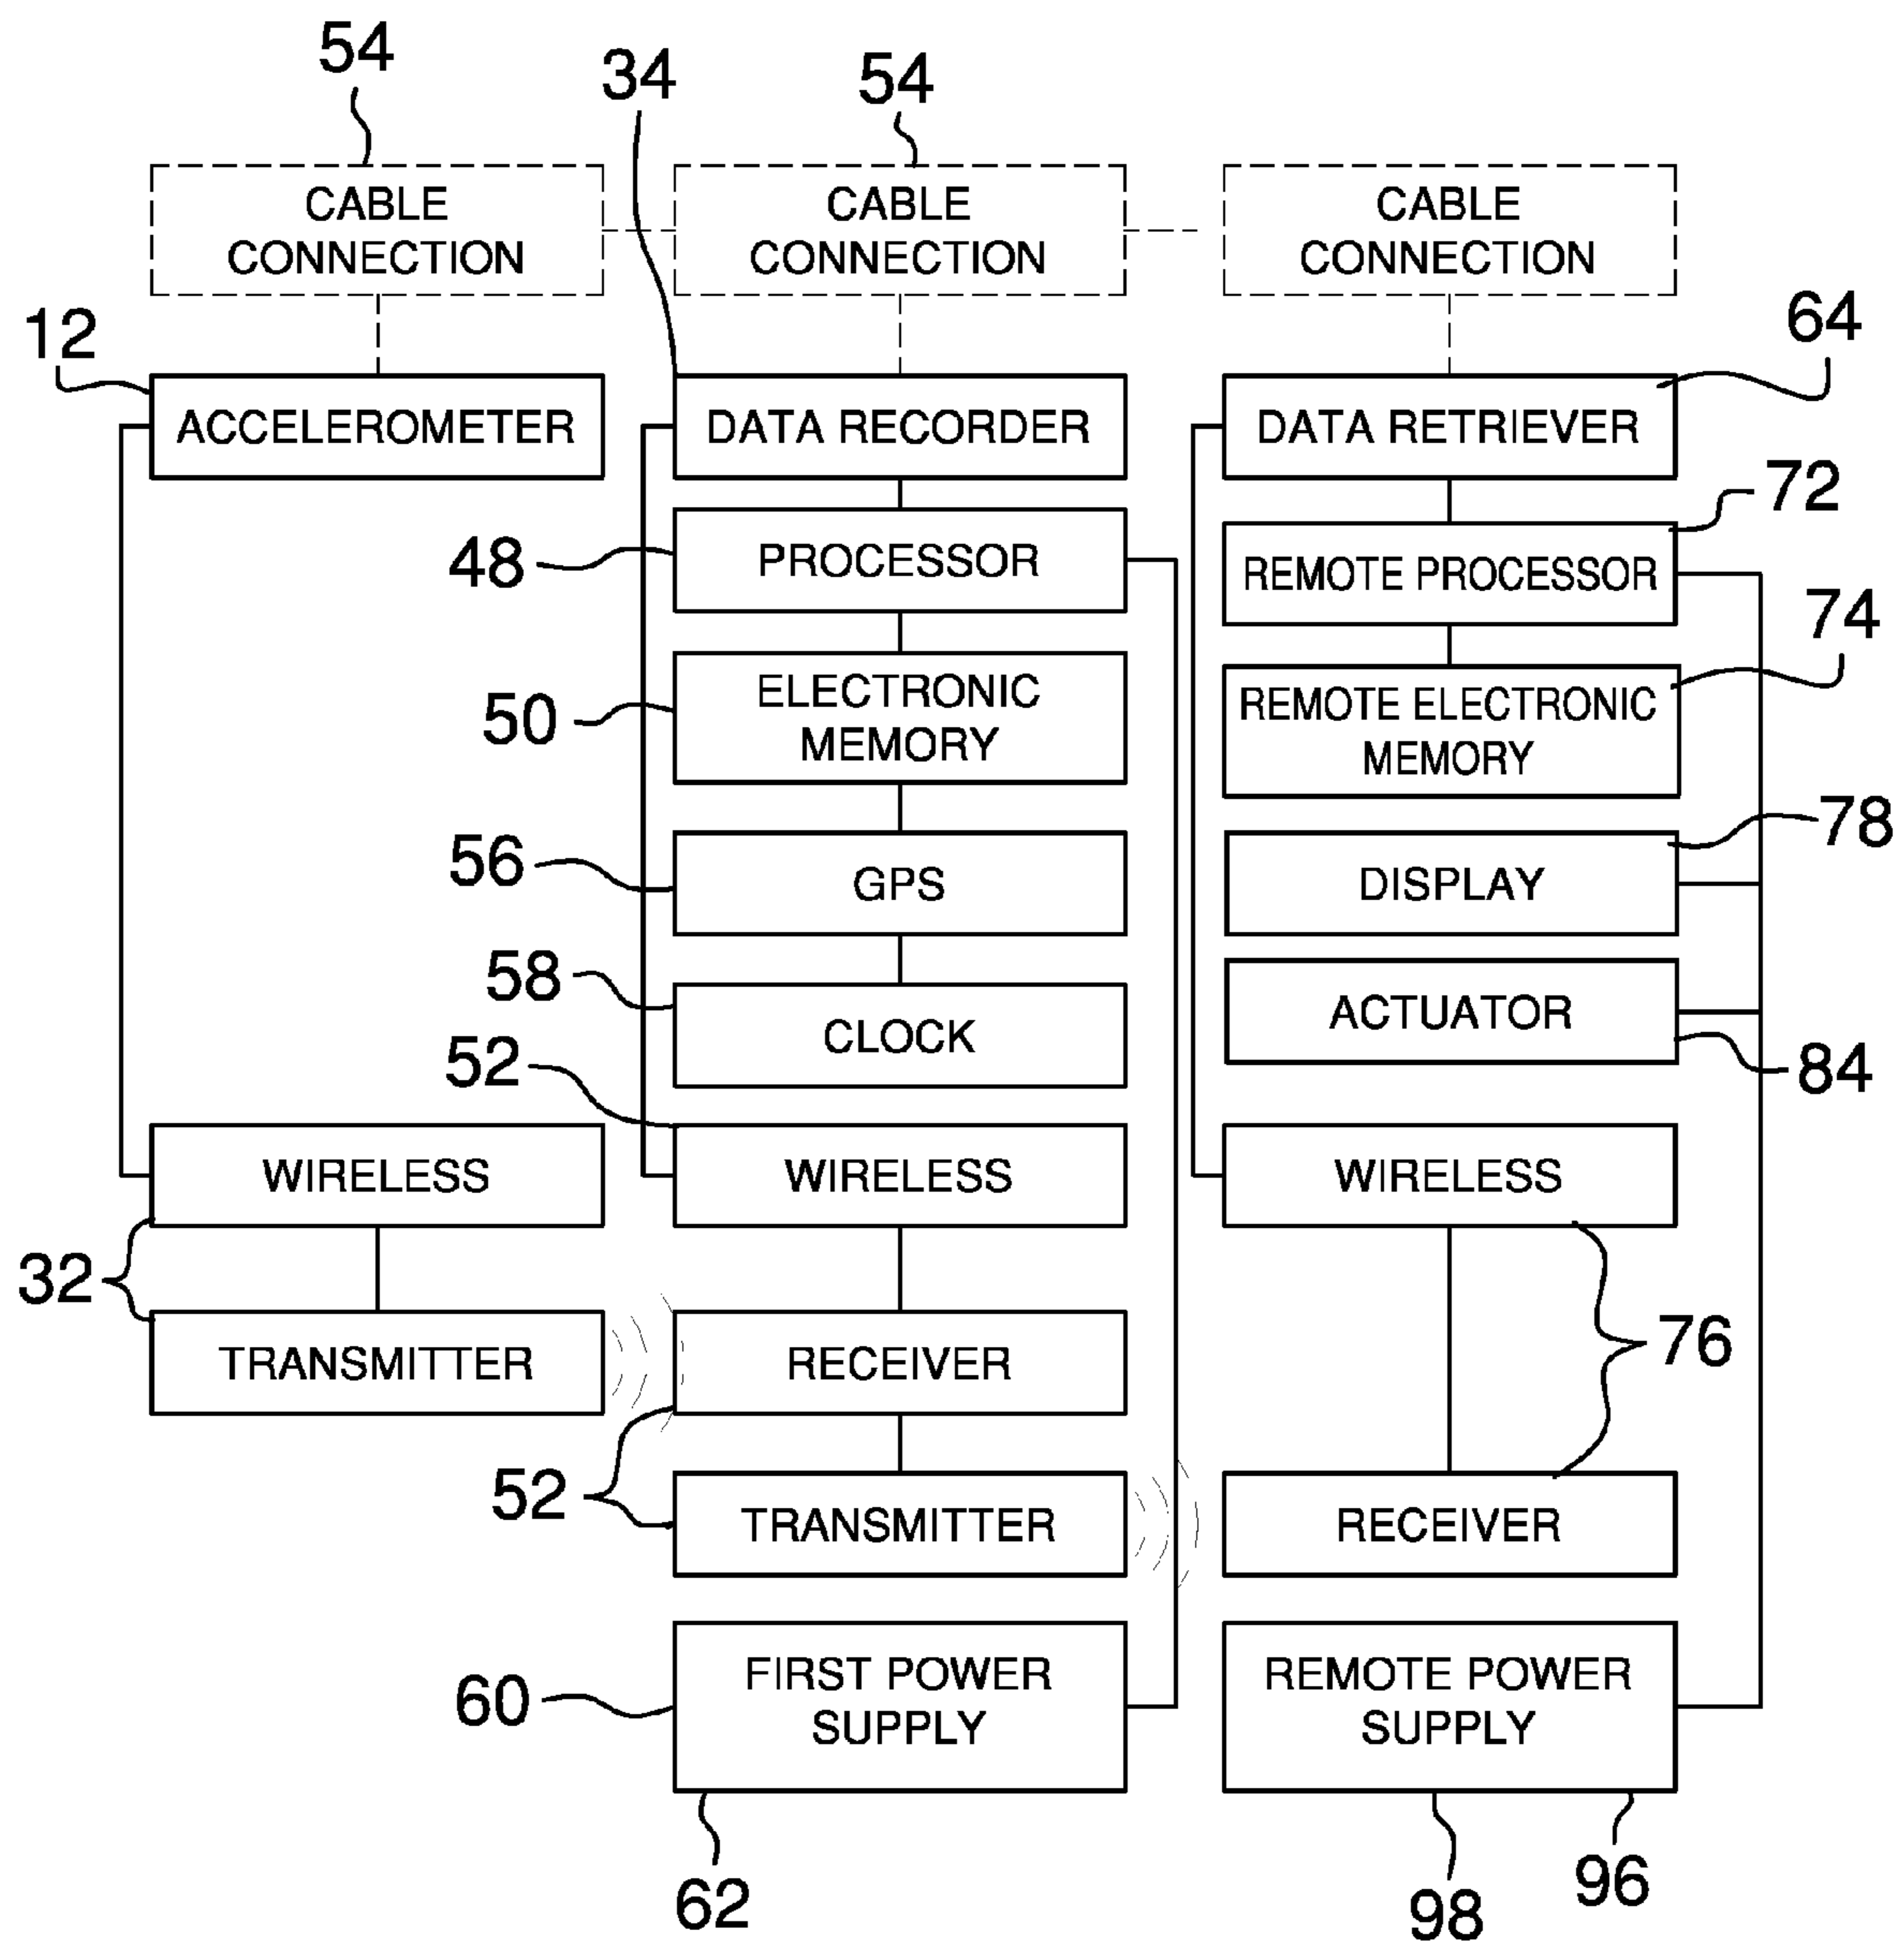 54
34
54
CABLE
CONNECTION
CABLE
CONNECTION
CABLE
CONNECTION
12
64
ACCELEROMETER
DATA RECORDER
DATA RETRIEVER
72
48
PROCESSOR
REMOTE PROCESSOR
74
50
ELECTRONIC
MEMORY
REMOTE ELECTRONIC
MEMORY
78
56
GPS
DISPLAY
58
CLOCK
ACTUATOR
52
84
WIRELESS
WIRELESS
WIRELESS
32
TRANSMITTER
RECEIVER
76
52
TRANSMITTER
RECEIVER
60
FIRST POWER
SUPPLY
REMOTE POWER
SUPPLY
62
98
96